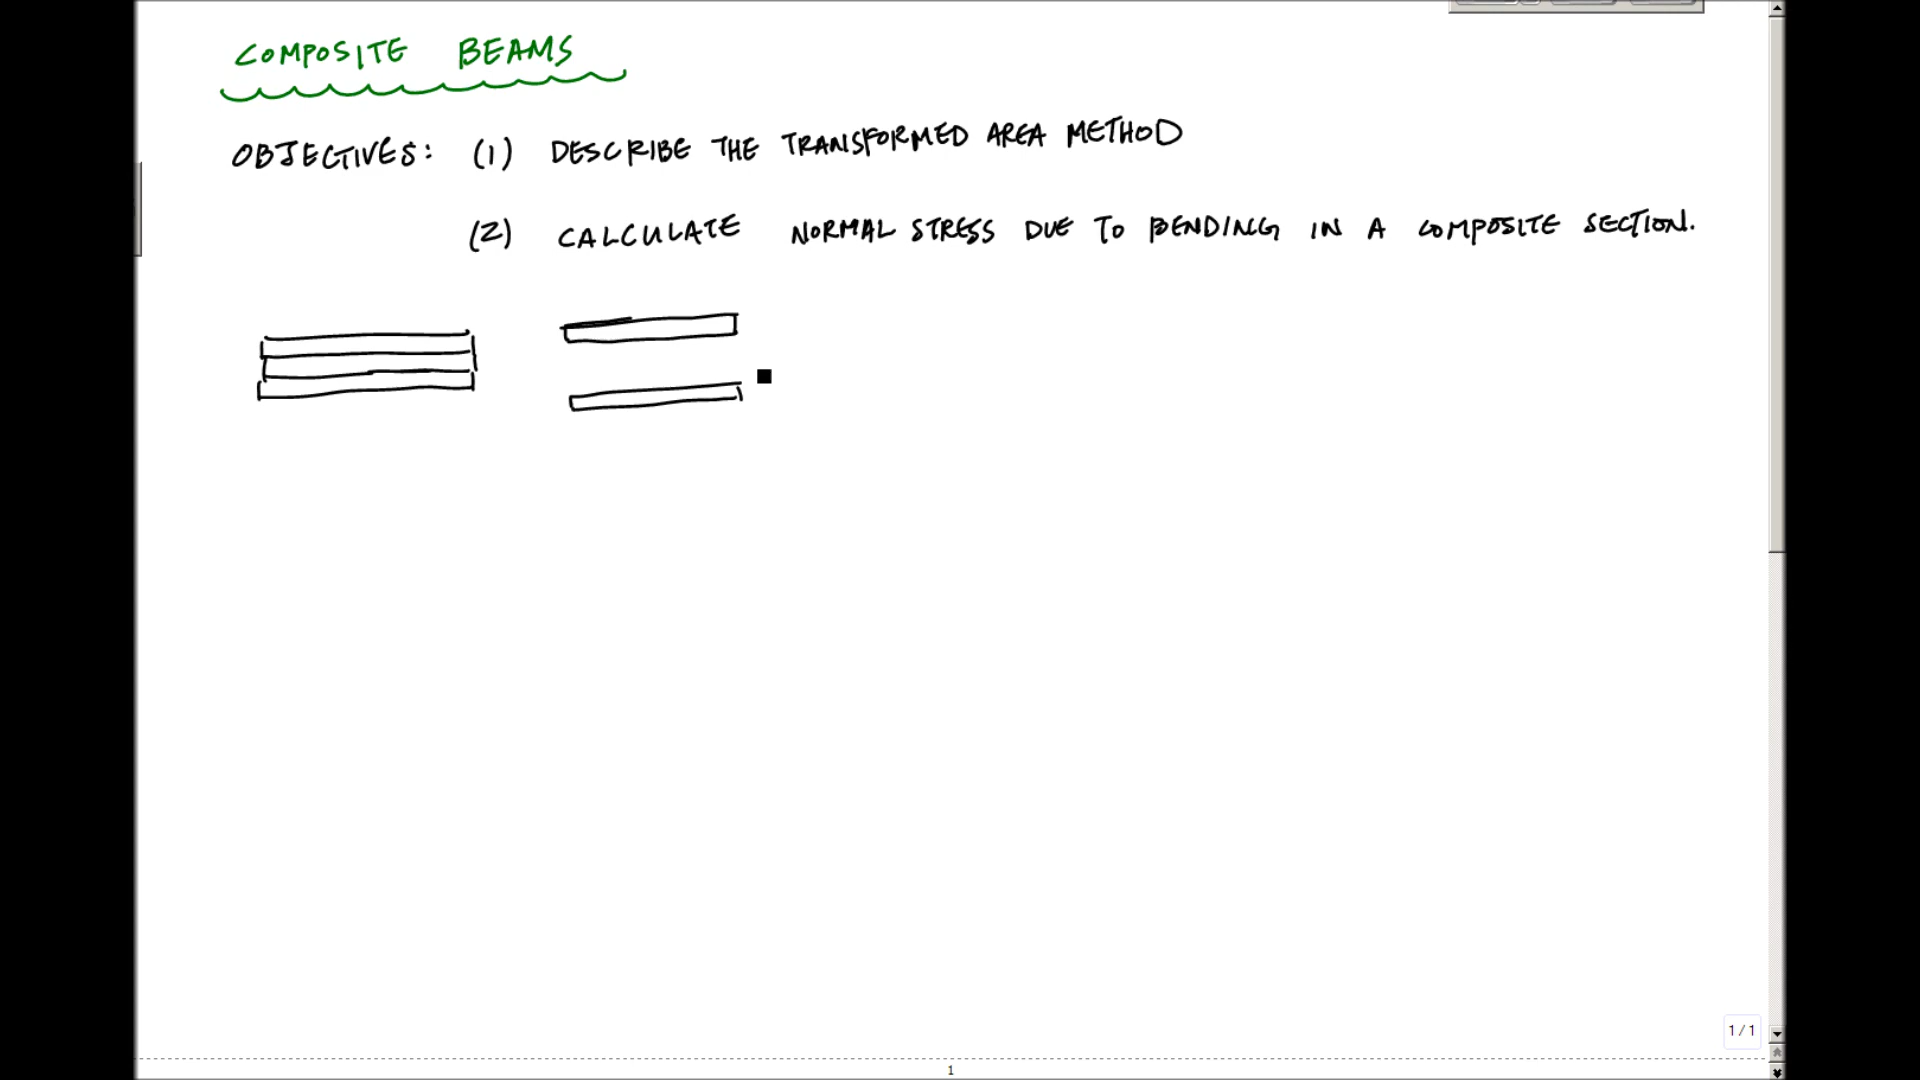 COMPOSITE BEAMS
OBJECTIVES: (1) DESCRIBE THE TRANSFORMED AREA METHOD
(2) CALCULATE NORMAL STRESS DUE TO BENDING IN A COMPOSITE SECTION.
1/1
1